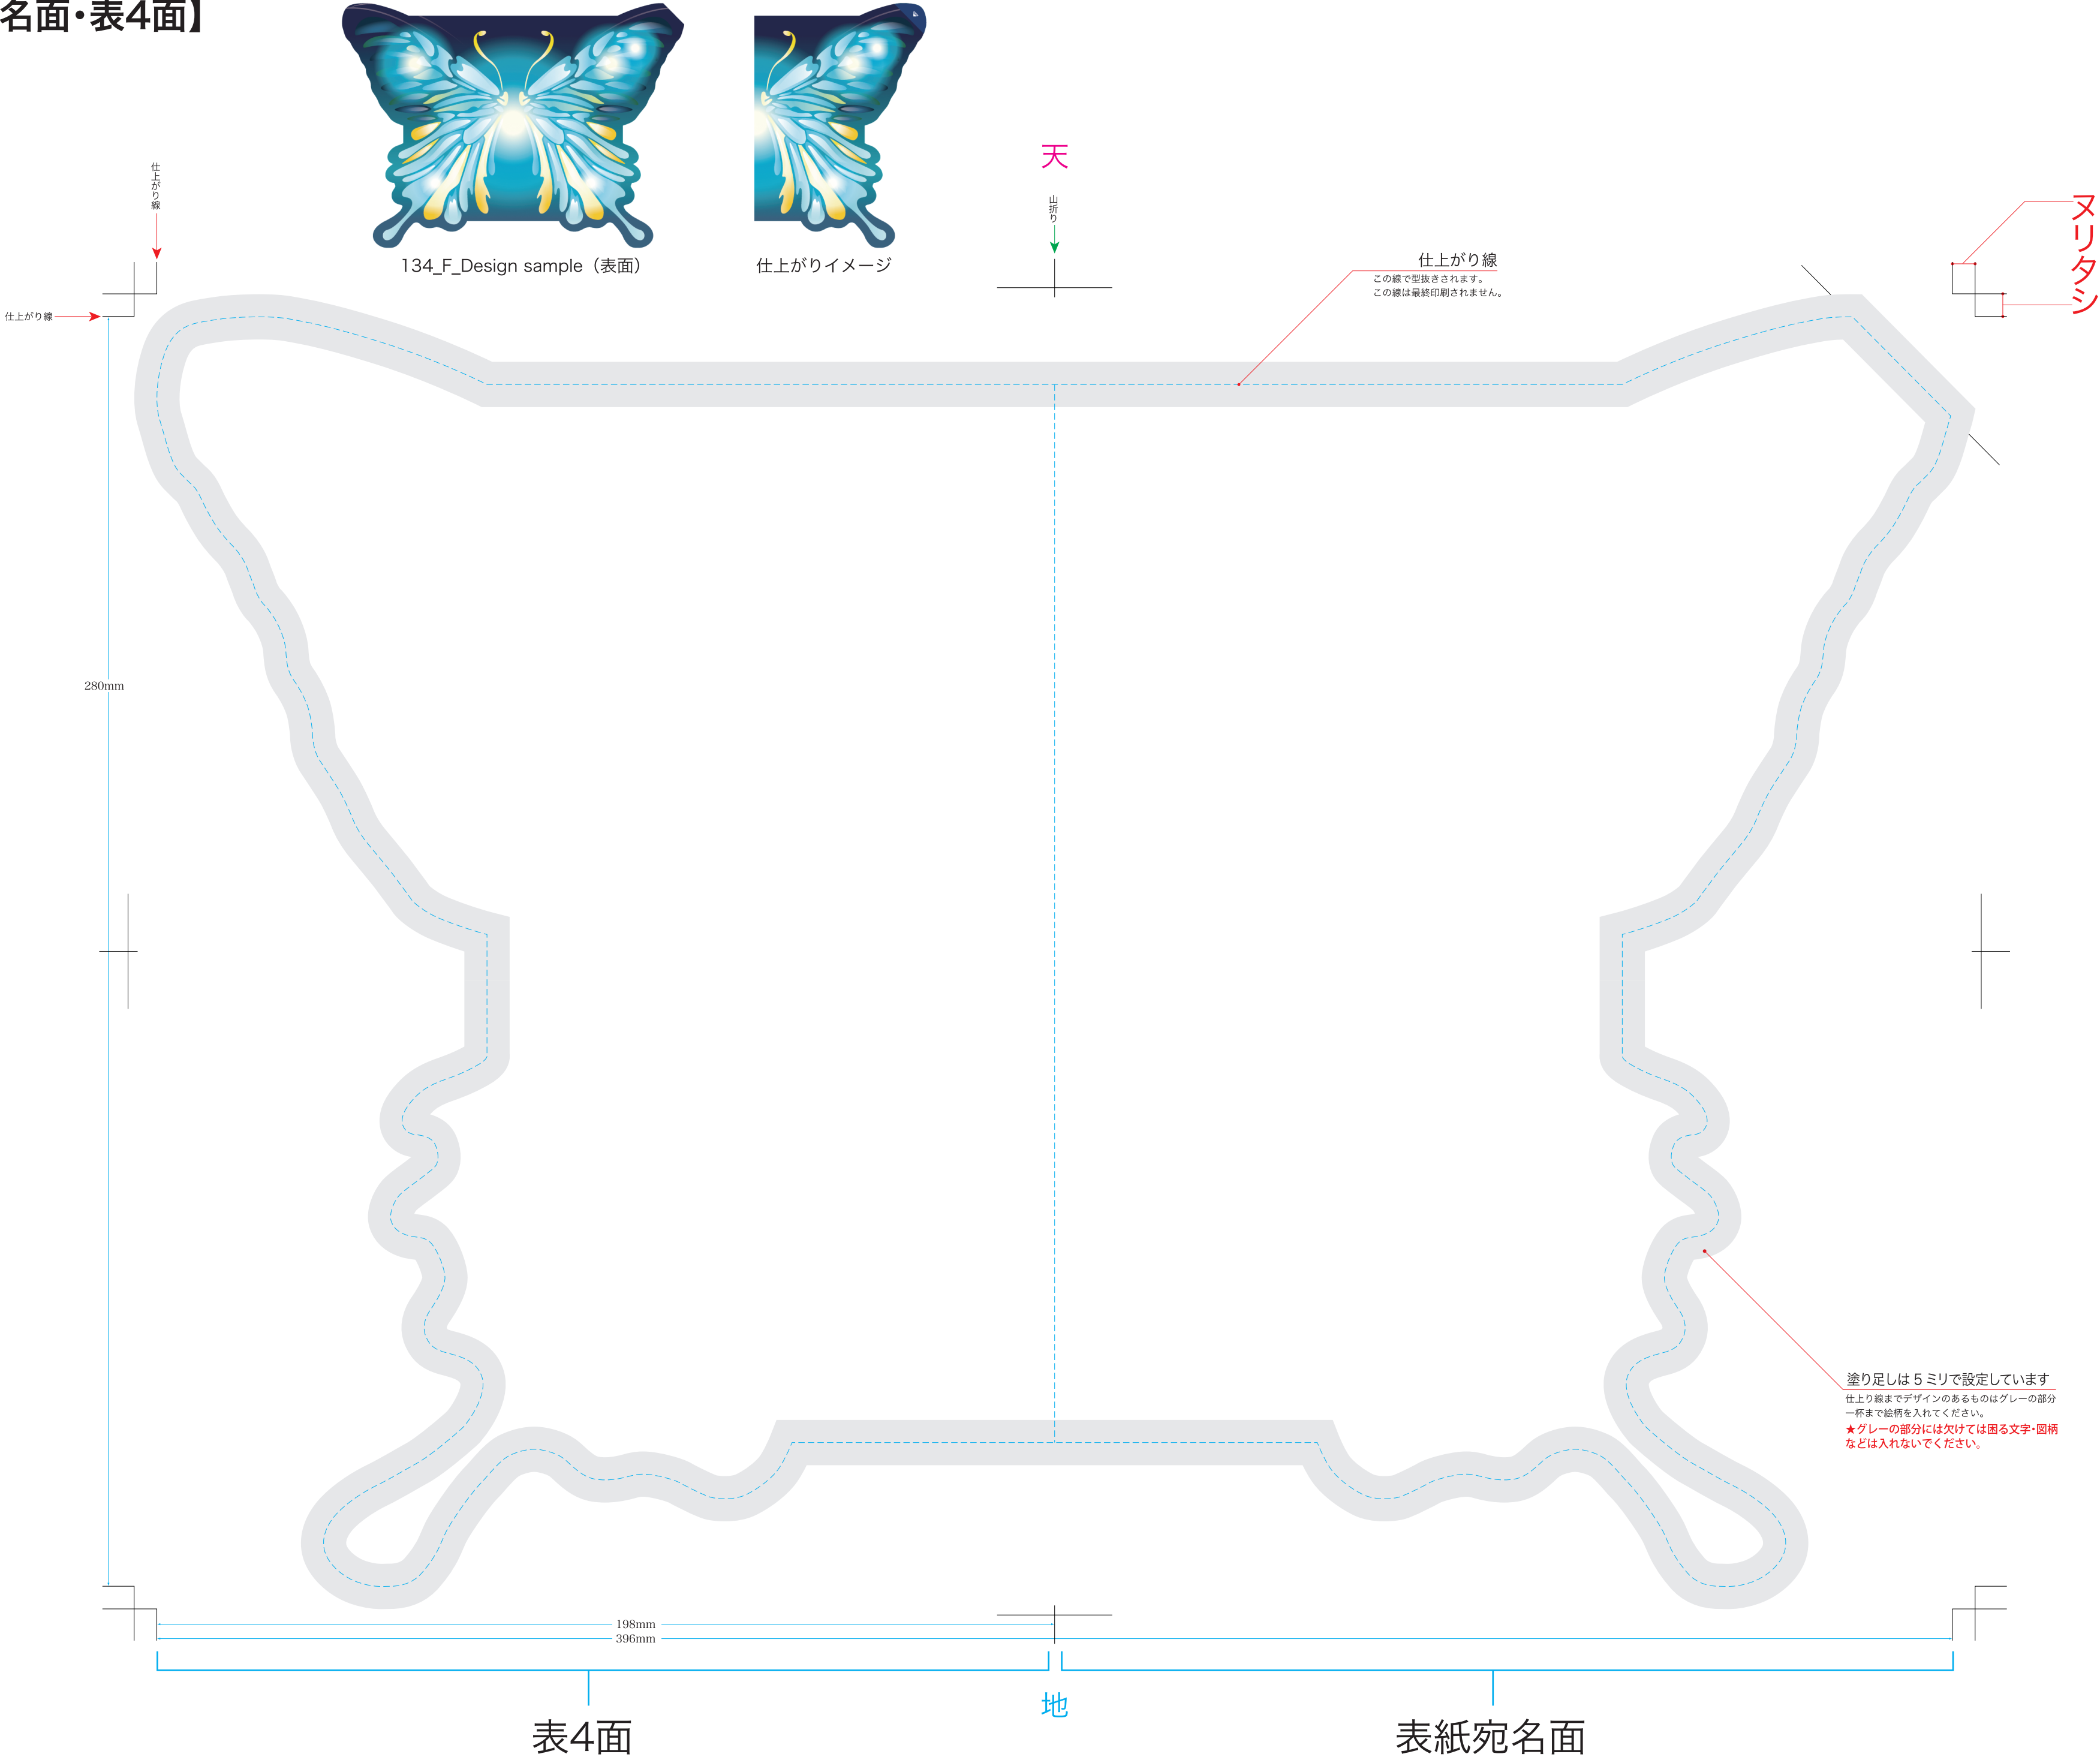 名面・表4面】
134_F_Design sample（表面）
仕上がりイメージ
天
山折り
仕上がり線
仕上がり線
仕上がり線
この線で型抜きされます。
この線は最終印刷されません。
ヌリタシ
280mm
塗り足しは 5 ミリで設定しています
仕上り線までデザインのあるものはグレーの部分
一杯まで絵柄を入れてください。
★グレーの部分には欠けては困る文字・図柄
などは入れないでください。
198mm
396mm
地
表4面
表紙宛名面